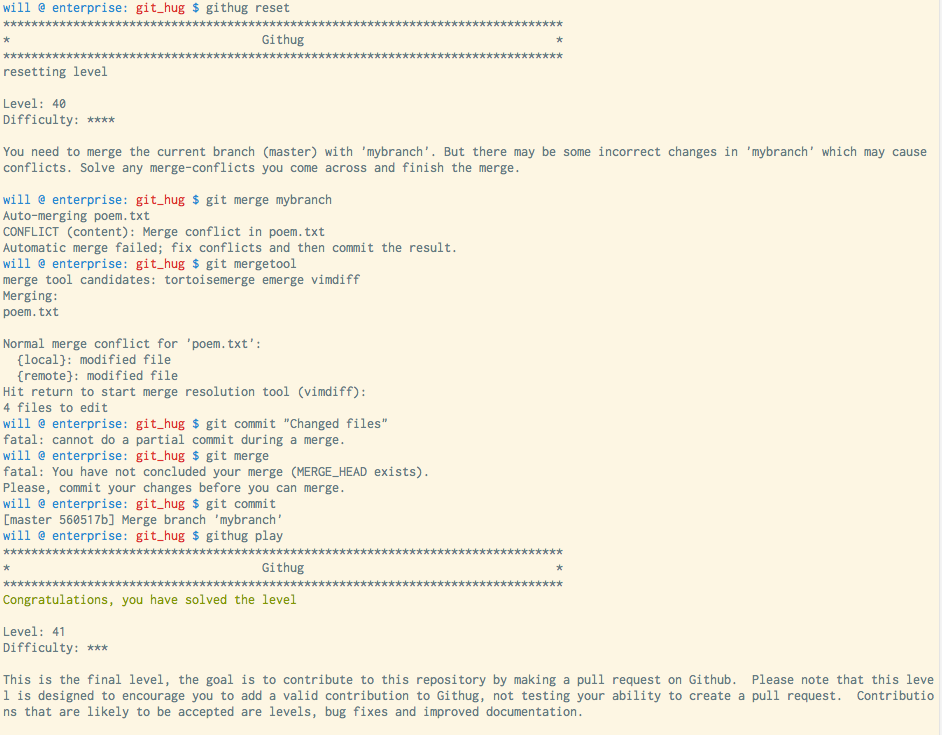 will @ enterprise: git_hug $ githug reset
********************************************************************************
*                                    Githug                                    *
********************************************************************************
resetting level
Level: 40
Difficulty: ****
You need to merge the current branch (master) with 'mybranch'. But there may be some incorrect changes in 'mybranch' which may cause
conflicts. Solve any merge-conflicts you come across and finish the merge.
will @ enterprise: git_hug $ git merge mybranch
Auto-merging poem.txt
CONFLICT (content): Merge conflict in poem.txt
Automatic merge failed; fix conflicts and then commit the result.
will @ enterprise: git_hug $ git mergetool
merge tool candidates: tortoisemerge emerge vimdiff
Merging:
poem.txt
Normal merge conflict for 'poem.txt':
  {local}: modified file
  {remote}: modified file
Hit return to start merge resolution tool (vimdiff):
4 files to edit
will @ enterprise: git_hug $ git commit "Changed files"
fatal: cannot do a partial commit during a merge.
will @ enterprise: git_hug $ git merge
fatal: You have not concluded your merge (MERGE_HEAD exists).
Please, commit your changes before you can merge.
will @ enterprise: git_hug $ git commit
[master 560517b] Merge branch 'mybranch'
will @ enterprise: git_hug $ githug play
********************************************************************************
*                                    Githug                                    *
********************************************************************************
Congratulations, you have solved the level
Level: 41
Difficulty: ***
This is the final level, the goal is to contribute to this repository by making a pull request on Github.  Please note that this leve
l is designed to encourage you to add a valid contribution to Githug, not testing your ability to create a pull request.  Contributio
ns that are likely to be accepted are levels, bug fixes and improved documentation.